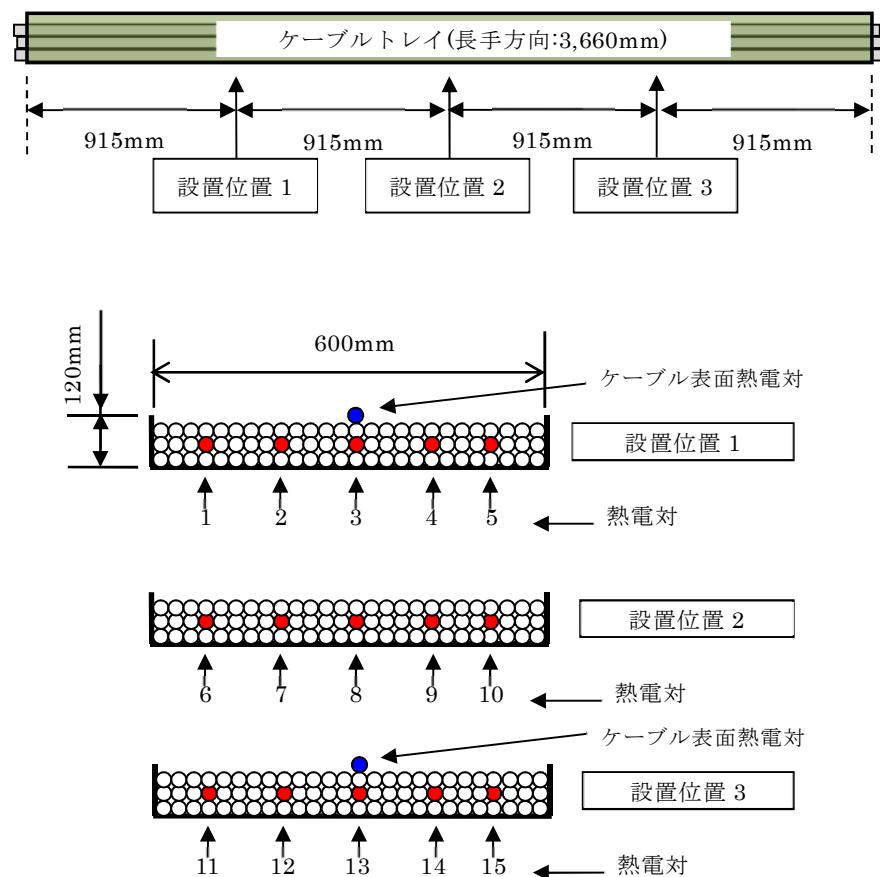 ケーブルトレイ(長手方向:3,660mm)
915mm 915mm 915mm 915mm
設置位置 1 設置位置 2 設置位置 3
600mm
120mm
ケーブル表面熱電対
設置位置 1
1 2 3 4 5
熱電対
設置位置 2
6 7 8 9 10
熱電対
ケーブル表面熱電対
設置位置 3
11 12 13 14 15
熱電対